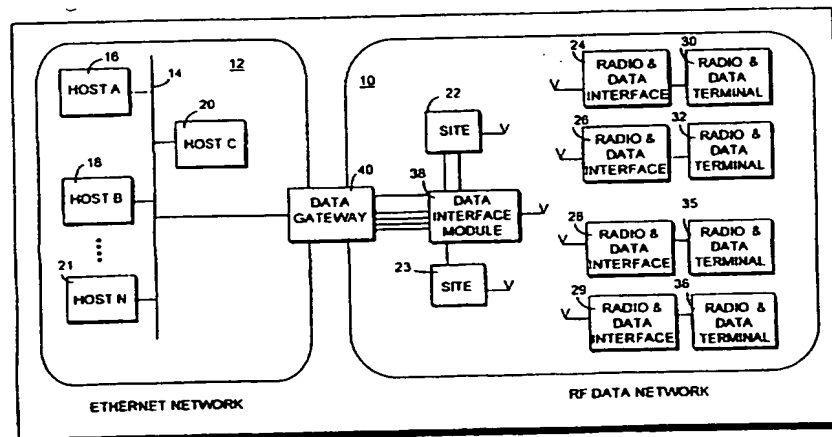 16
HOST A
14
12
20
HOST C
18
HOST B
21
HOST N
ETHERNET NETWORK
40
DATA
GATEWAY
10
22
SITE
38
DATA
INTERFACE
MODULE
23
SITE
24
RADIO &
DATA
INTERFACE
30
RADIO &
DATA
TERMINAL
26
RADIO &
DATA
INTERFACE
32
RADIO &
DATA
TERMINAL
28
RADIO &
DATA
INTERFACE
35
RADIO &
DATA
TERMINAL
29
RADIO &
DATA
INTERFACE
36
RADIO &
DATA
TERMINAL
RF DATA NETWORK